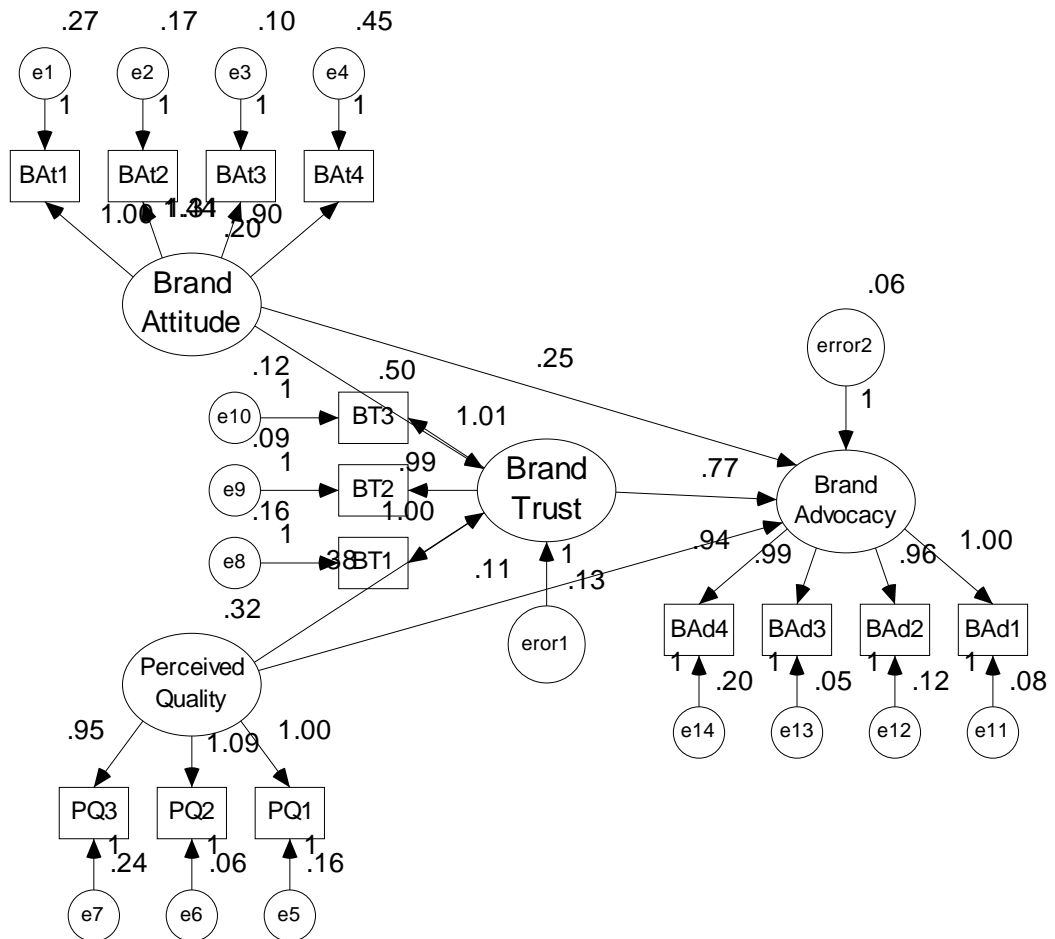 .27 .17 .10 .45
e1 e2 e3 e4
1 1 1 1
BAt1 BAt2 BAt3 BAt4
1.00 1.44 .90
.20
Brand
Attitude
.06
error2
1
.12 .50 .25
1
e10 BT3 1.01
.09 .99 .77
1
e9 BT2
Brand
Trust
Brand
Advocacy
.16 1.00
1
e8 BT1 .38 .11 1 .13
.94 .99 .96 1.00
.32
eror1
BAd4 BAd3 BAd2 BAd1
1 1 1 1
.20 .05 .12 .08
e14 e13 e12 e11
Perceived
Quality
.95 1.09 1.00
PQ3 PQ2 PQ1
1 1 1
.24 .06 .16
e7 e6 e5